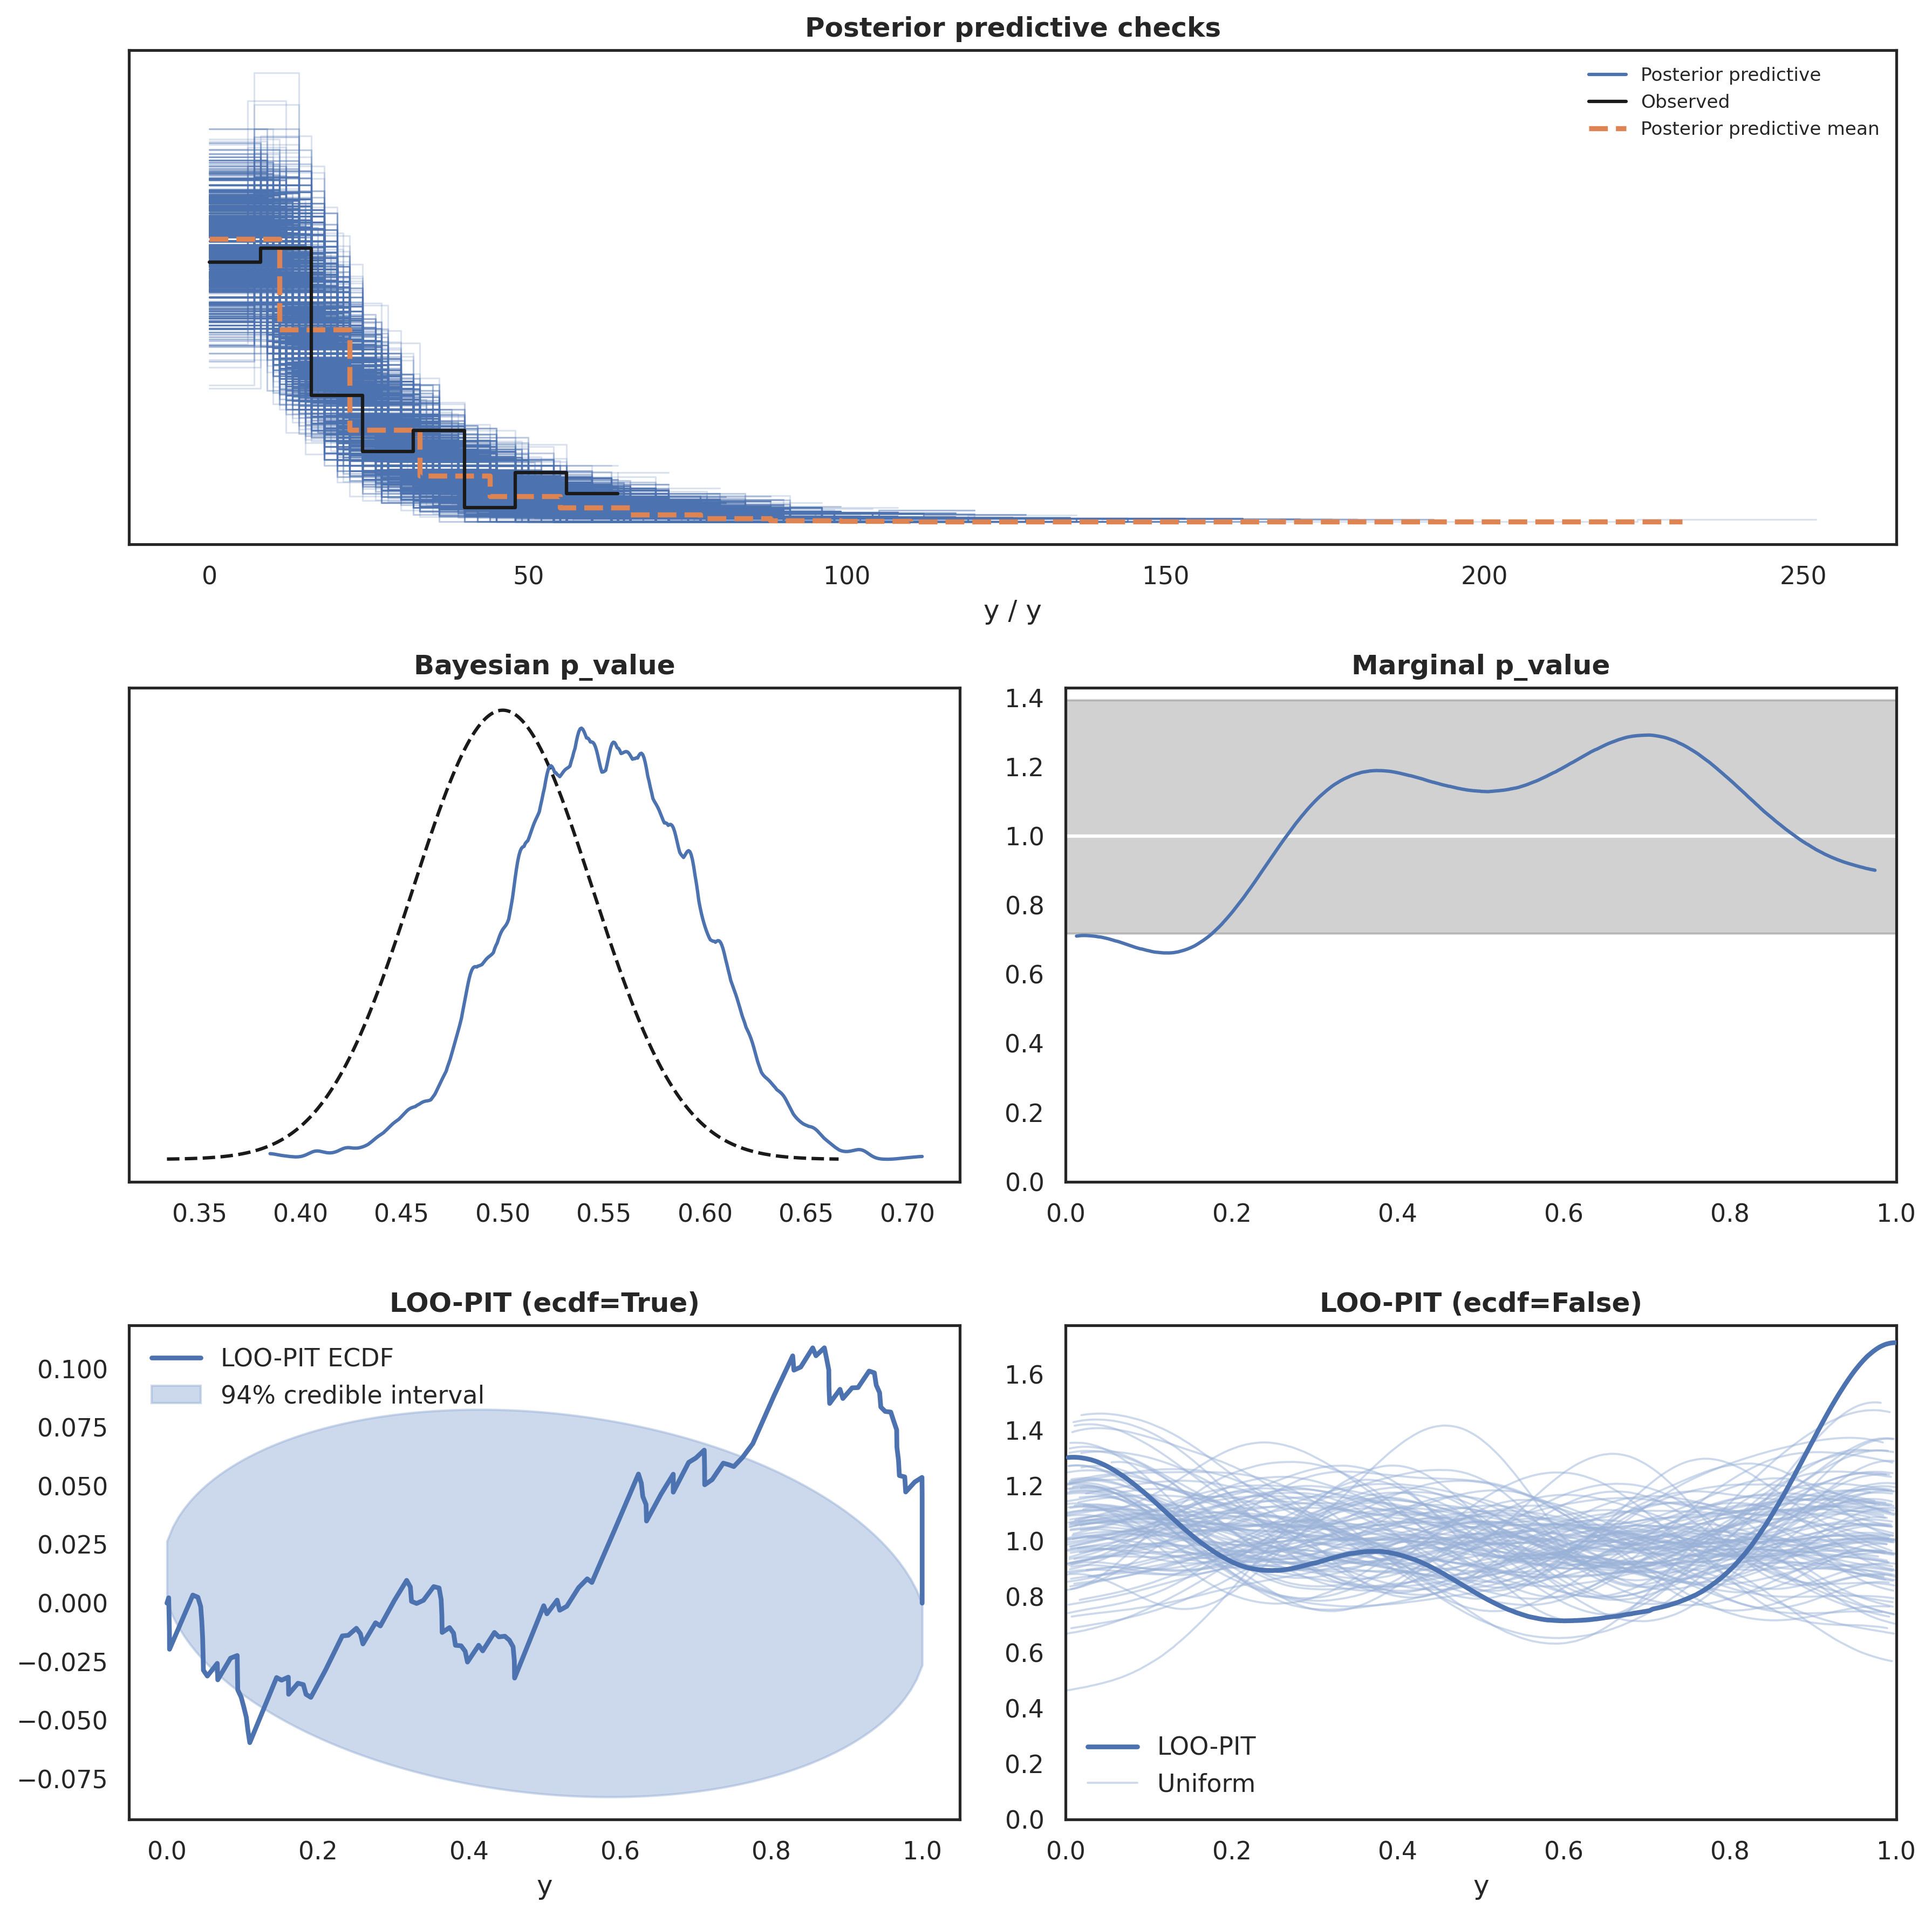 Posterior predictive checks
Posterior predictive
Observed
Posterior predictive mean
0 50 100 150 200 250
y / y
Bayesian p_value
0.35 0.40 0.45 0.50 0.55 0.60 0.65 0.70
Marginal p_value
1.4
1.2
1.0
0.8
0.6
0.4
0.2
0.0
0.0 0.2 0.4 0.6 0.8 1.0
LOO-PIT (ecdf=True)
LOO-PIT ECDF
94% credible interval
0.100
0.075
0.050
0.025
0.000
−0.025
−0.050
−0.075
0.0 0.2 0.4 0.6 0.8 1.0
y
LOO-PIT (ecdf=False)
1.6
1.4
1.2
1.0
0.8
0.6
0.4
0.2
0.0
LOO-PIT
Uniform
0.0 0.2 0.4 0.6 0.8 1.0
y